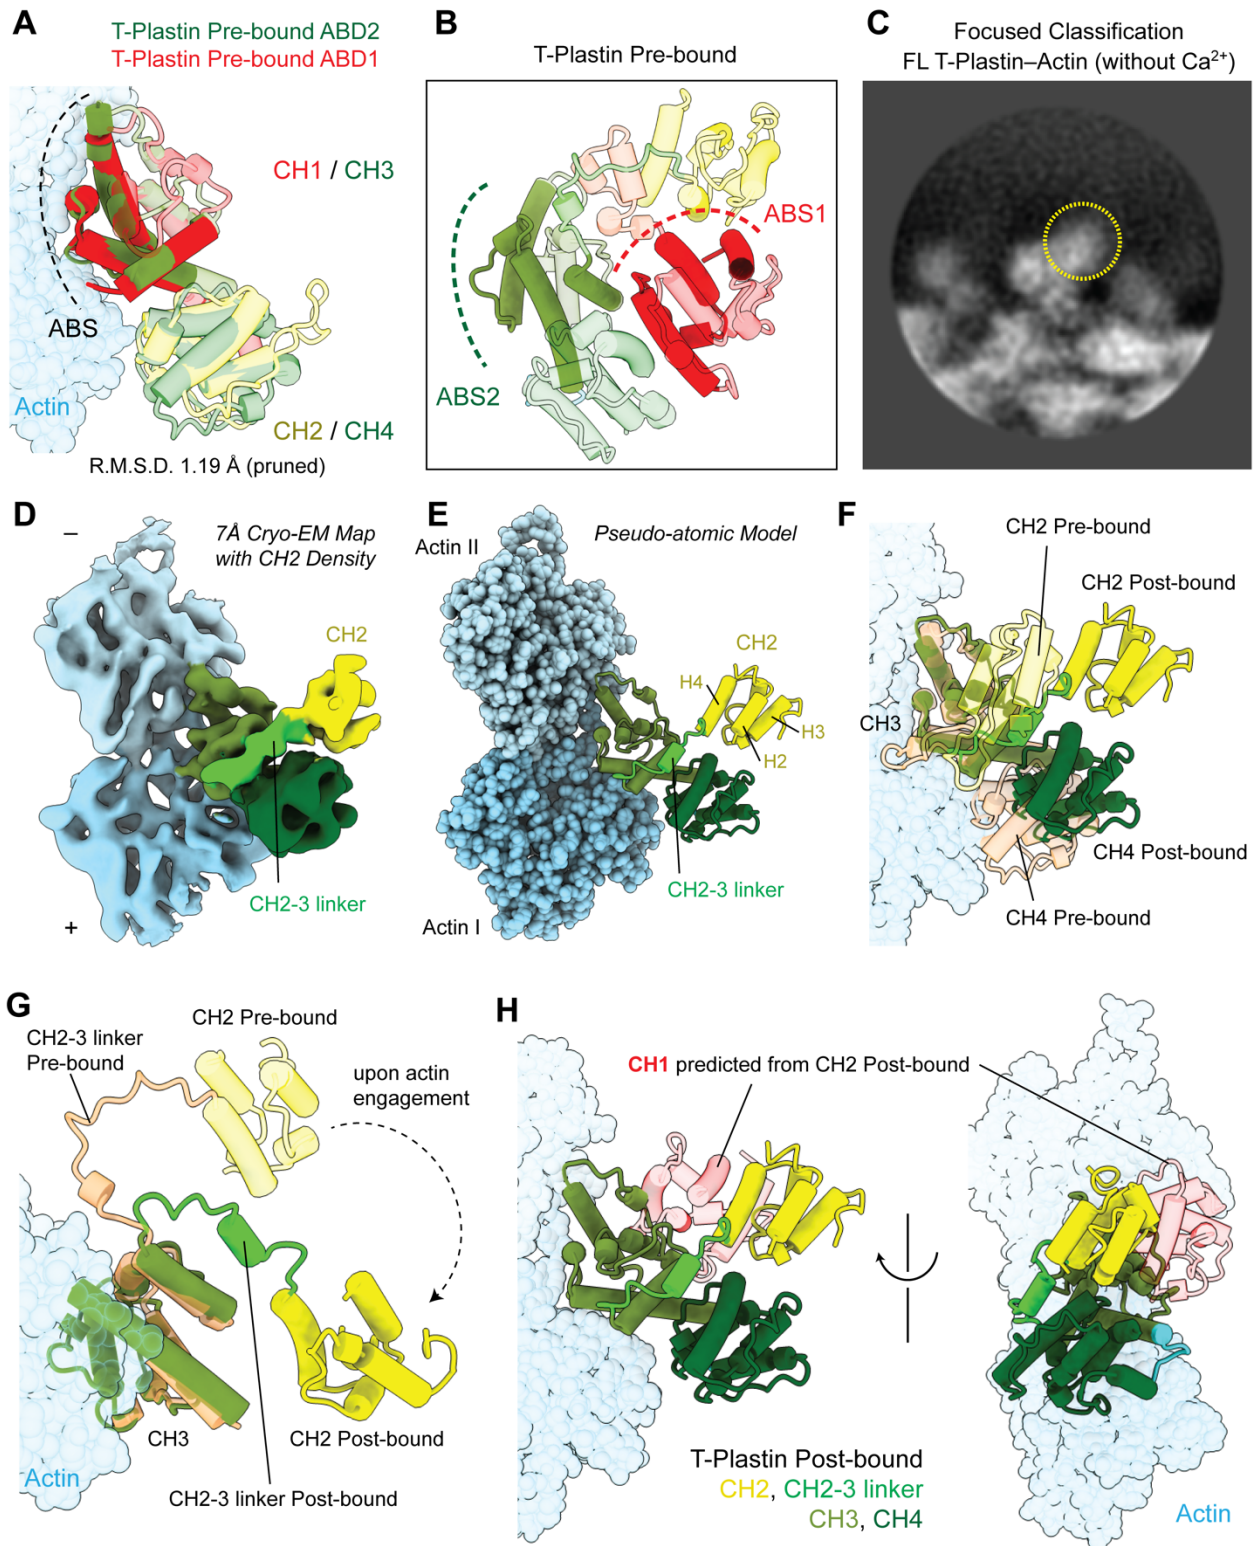 A
T-Plastin Pre-bound ABD2
T-Plastin Pre-bound ABD1
CH1 / CH3
ABS
Actin
CH2 / CH4
R.M.S.D. 1.19 Å (pruned)
B
T-Plastin Pre-bound
ABS1
ABS2
C
Focused Classification
FL T-Plastin–Actin (without Ca²⁺)
D
–
7Å Cryo-EM Map
with CH2 Density
CH2
CH2-3 linker
+
E
Actin II
Pseudo-atomic Model
CH2
H4
H3
H2
CH2-3 linker
Actin I
F
CH2 Pre-bound
CH2 Post-bound
CH3
CH4 Post-bound
CH4 Pre-bound
G
CH2 Pre-bound
CH2-3 linker
Pre-bound
upon actin
engagement
CH3
CH2 Post-bound
Actin
CH2-3 linker Post-bound
H
CH1 predicted from CH2 Post-bound
T-Plastin Post-bound
CH2, CH2-3 linker
CH3, CH4
Actin